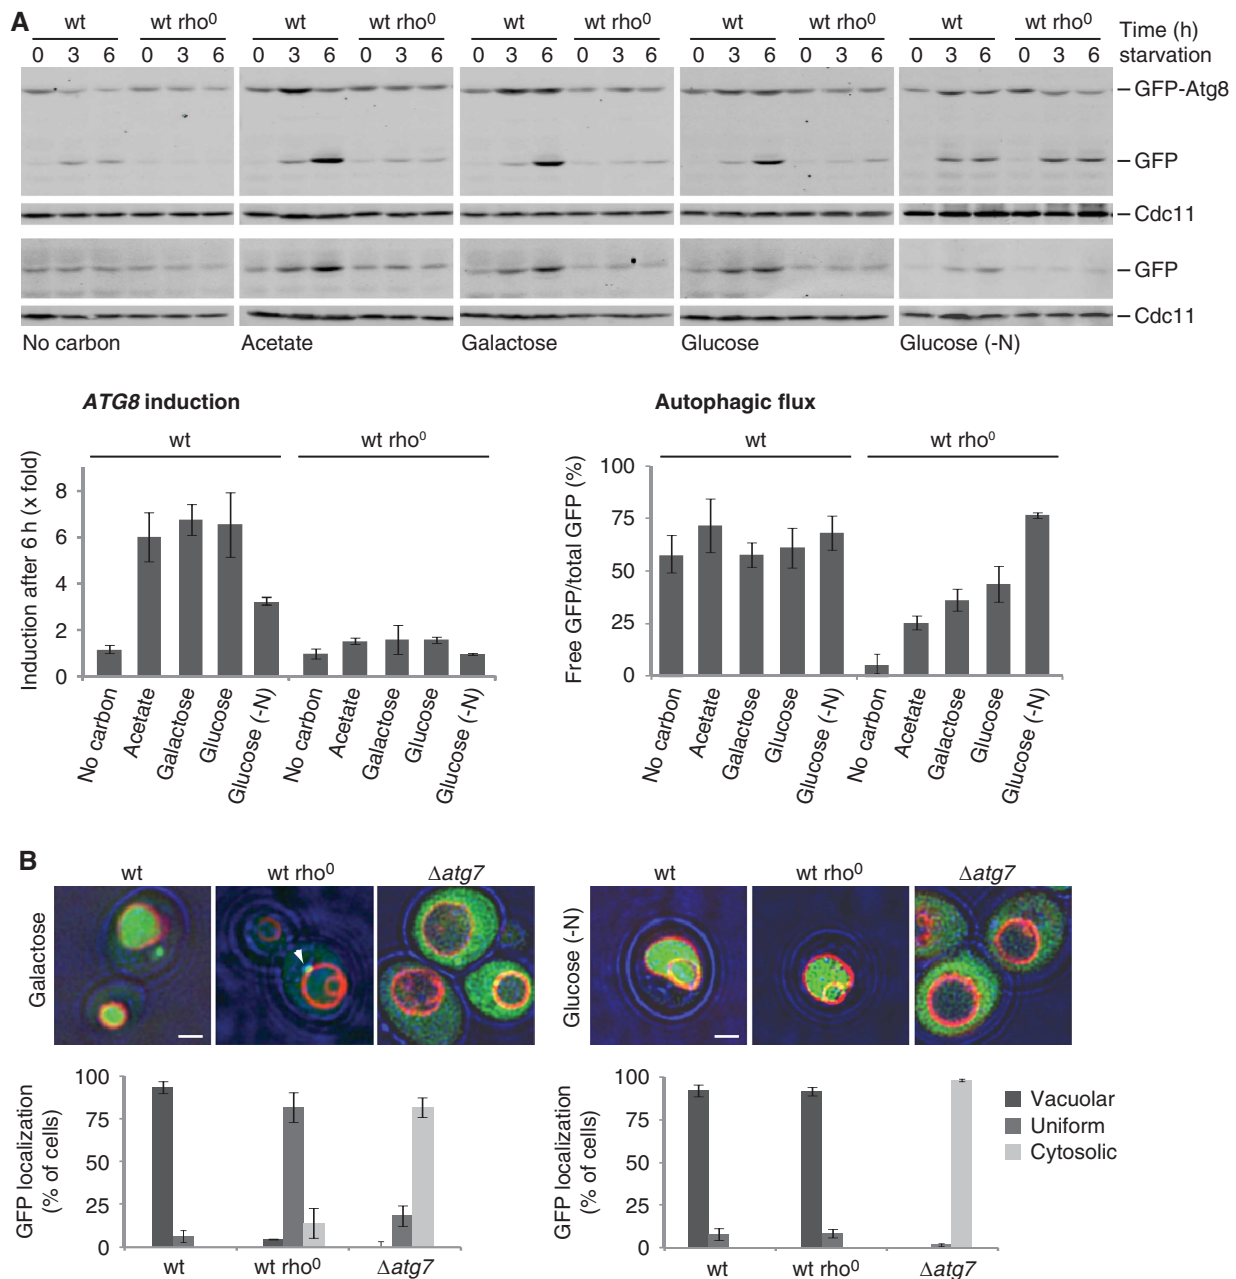 A
wt wt rho0 wt wt rho0 wt wt rho0 wt wt rho0 wt wt rho0
Time (h)
0 3 6 0 3 6 0 3 6 0 3 6 0 3 6 0 3 6 0 3 6 0 3 6 0 3 6 0 3 6
starvation
GFP-Atg8
GFP
Cdc11
GFP
Cdc11
No carbon Acetate Galactose Glucose Glucose (-N)
ATG8 induction
wt wt rho0
Induction after 6 h (x fold)
8
6
4
2
0
No carbon Acetate Galactose Glucose Glucose (-N) No carbon Acetate Galactose Glucose Glucose (-N)
Autophagic flux
wt wt rho0
Free GFP/total GFP (%)
100
75
50
25
0
No carbon Acetate Galactose Glucose Glucose (-N) No carbon Acetate Galactose Glucose Glucose (-N)
B
wt wt rho0 Δatg7
Galactose
wt wt rho0 Δatg7
Glucose (-N)
GFP localization
(% of cells)
100
75
50
25
0
wt wt rho0 Δatg7
GFP localization
(% of cells)
100
75
50
25
0
wt wt rho0 Δatg7
Vacuolar
Uniform
Cytosolic